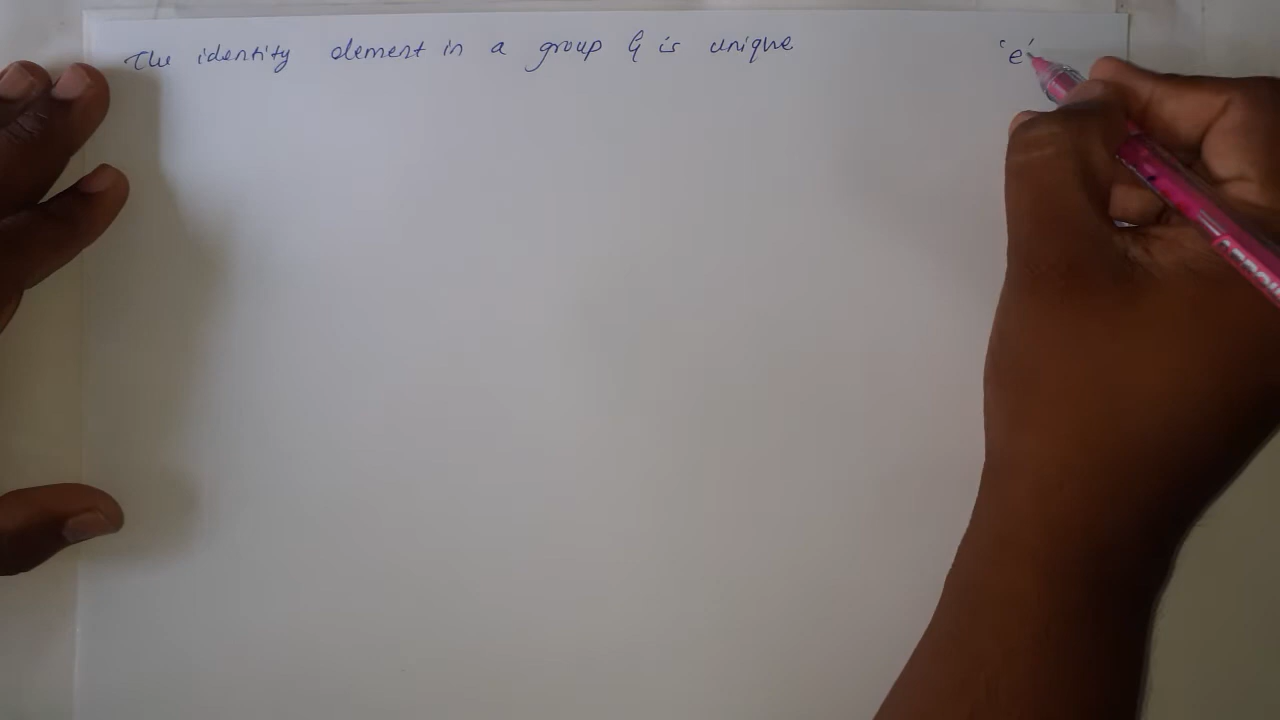 The identity element in a group G is unique 'e'